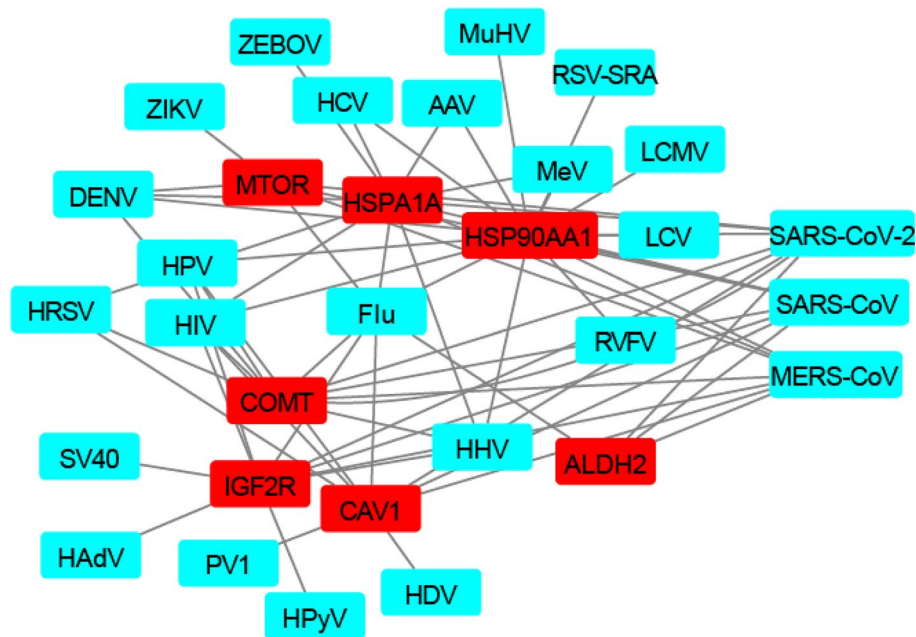 ZEBOV
MuHV
RSV-SRA
ZIKV
HCV
AAV
LCMV
MeV
DENV
MTOR
HSPA1A
HSP90AA1
LCV
SARS-CoV-2
HPV
HRSV
HIV
Flu
SARS-CoV
RVFV
MERS-CoV
COMT
SV40
HHV
ALDH2
IGF2R
CAV1
HAdV
PV1
HDV
HPyV